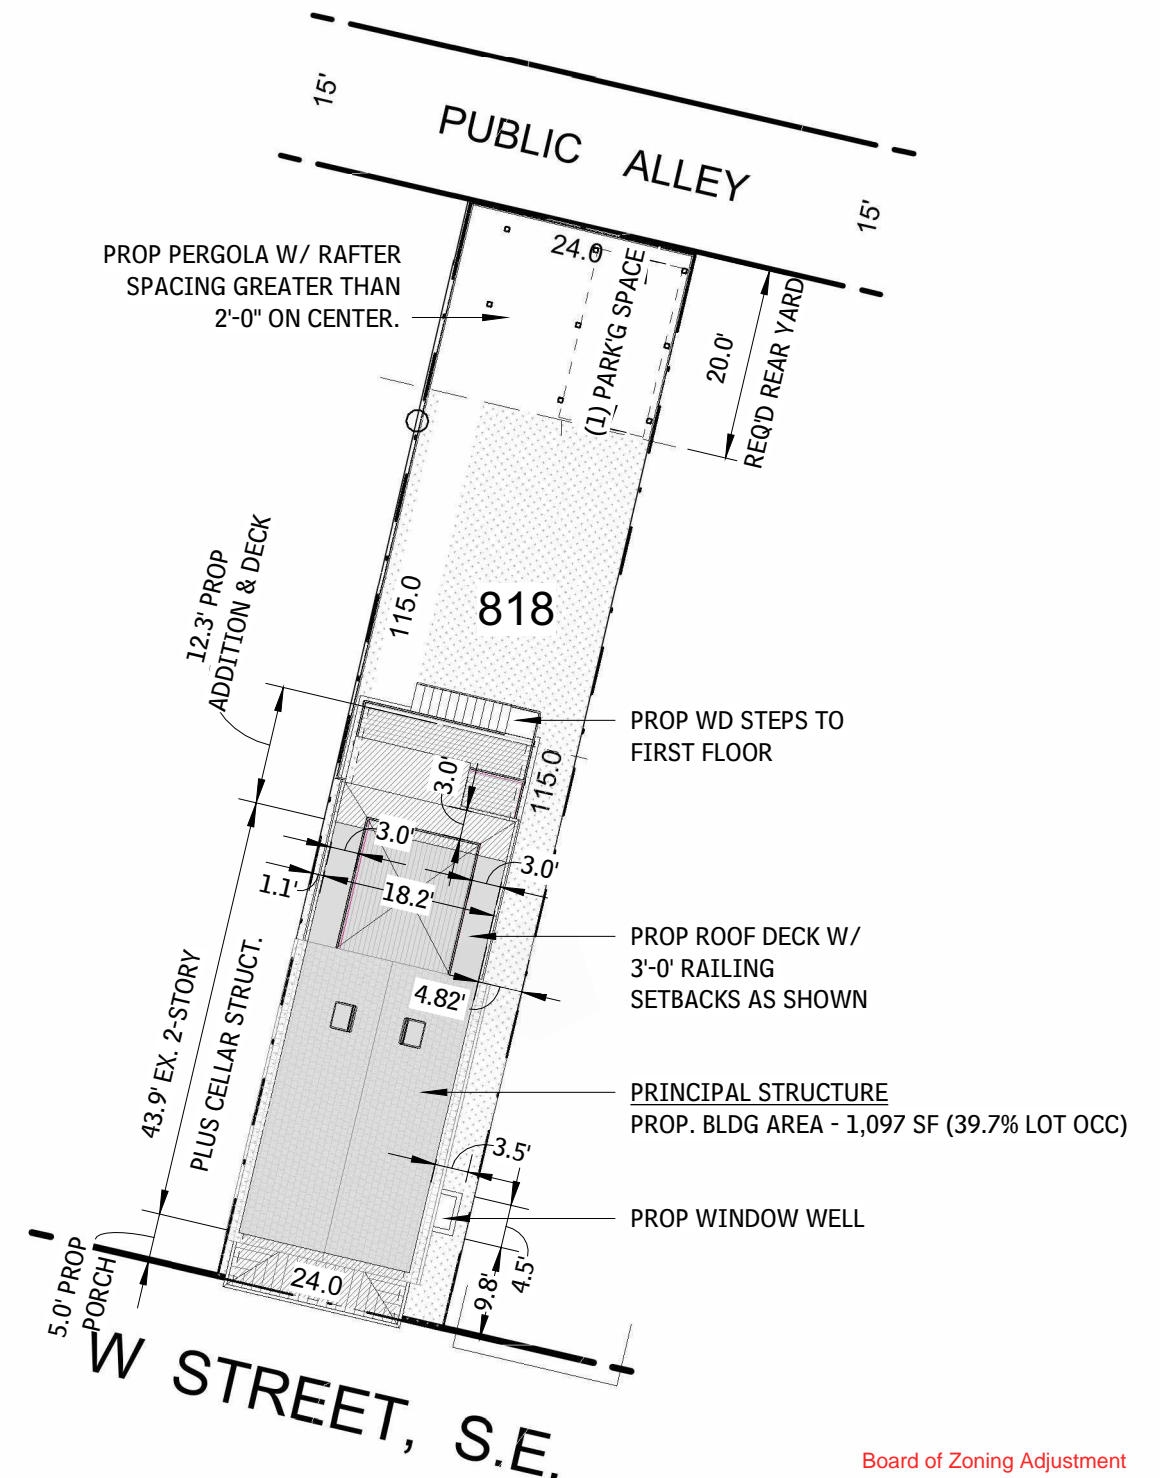 15'
PUBLIC ALLEY
15'
PROP PERGOLA W/ RAFTER
SPACING GREATER THAN
2'-0" ON CENTER.
24.0
(1) PARK'G SPACE
20.0'
REQ'D REAR YARD
12.3' PROP
ADDITION & DECK
115.0
818
PROP WD STEPS TO
FIRST FLOOR
115.0
3.0'
3.0'
3.0'
1.1'
18.2'
PROP ROOF DECK W/
3'-0' RAILING
SETBACKS AS SHOWN
4.82'
43.9' EX. 2-STORY
PLUS CELLAR STRUCT.
PRINCIPAL STRUCTURE
PROP. BLDG AREA - 1,097 SF (39.7% LOT OCC)
3.5'
PROP WINDOW WELL
4.5'
9.8'
24.0
5.0' PROP
PORCH
W STREET, S.E.
Board of Zoning Adjustment